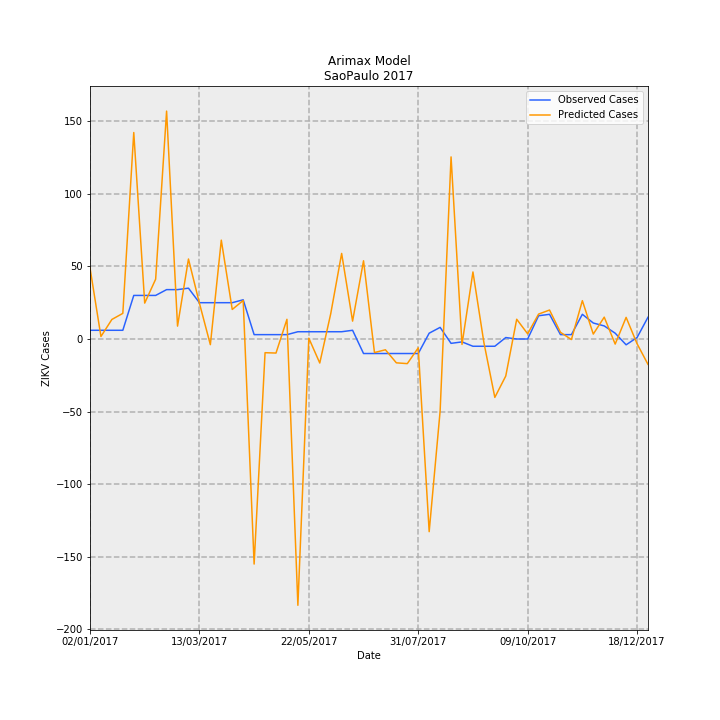 Arimax Model
SaoPaulo 2017
Observed Cases
Predicted Cases
150
100
50
0
−50
−100
−150
−200
ZIKV Cases
02/01/2017 13/03/2017 22/05/2017 31/07/2017 09/10/2017 18/12/2017
Date